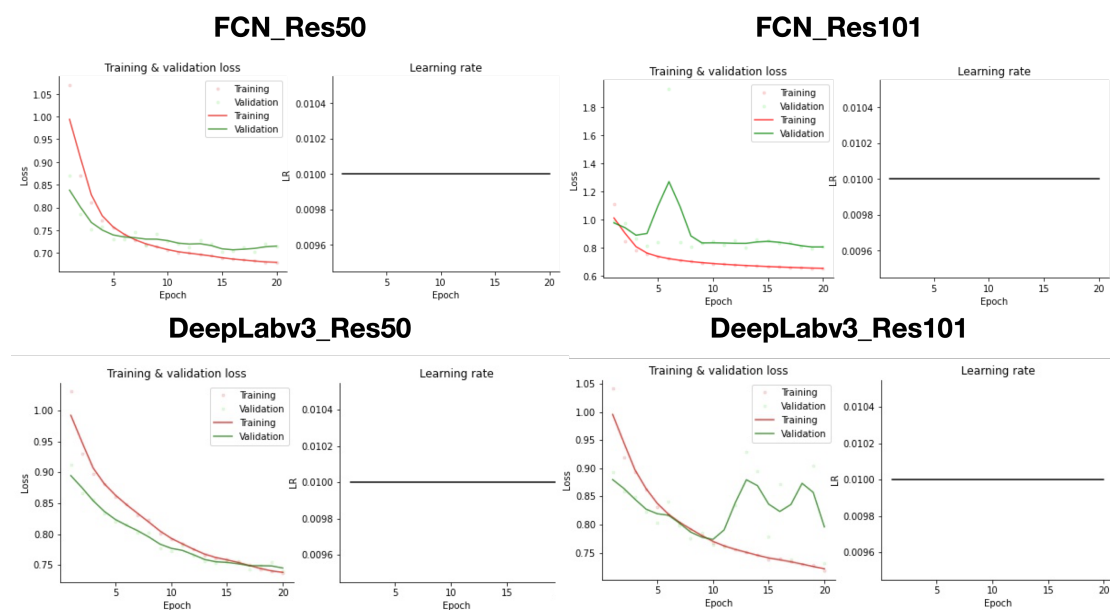 FCN_Res50
FCN_Res101
Training & validation loss
Learning rate
Training & validation loss
Learning rate
Training
Validation
Training
Validation
Loss
1.05
1.00
0.95
0.90
0.85
0.80
0.75
0.70
5
10
15
20
Epoch
LR
0.0104
0.0102
0.0100
0.0098
0.0096
5
10
15
20
Epoch
Training
Validation
Training
Validation
Loss
1.8
1.6
1.4
1.2
1.0
0.8
0.6
5
10
15
20
Epoch
LR
0.0104
0.0102
0.0100
0.0098
0.0096
5
10
15
20
Epoch
DeepLabv3_Res50
DeepLabv3_Res101
Training & validation loss
Learning rate
Training & validation loss
Learning rate
Training
Validation
Training
Validation
Loss
1.00
0.95
0.90
0.85
0.80
0.75
5
10
15
20
Epoch
LR
0.0104
0.0102
0.0100
0.0098
0.0096
5
10
15
Epoch
Training
Validation
Training
Validation
Loss
1.05
1.00
0.95
0.90
0.85
0.80
0.75
5
10
15
20
Epoch
LR
0.0104
0.0102
0.0100
0.0098
0.0096
5
10
15
20
Epoch